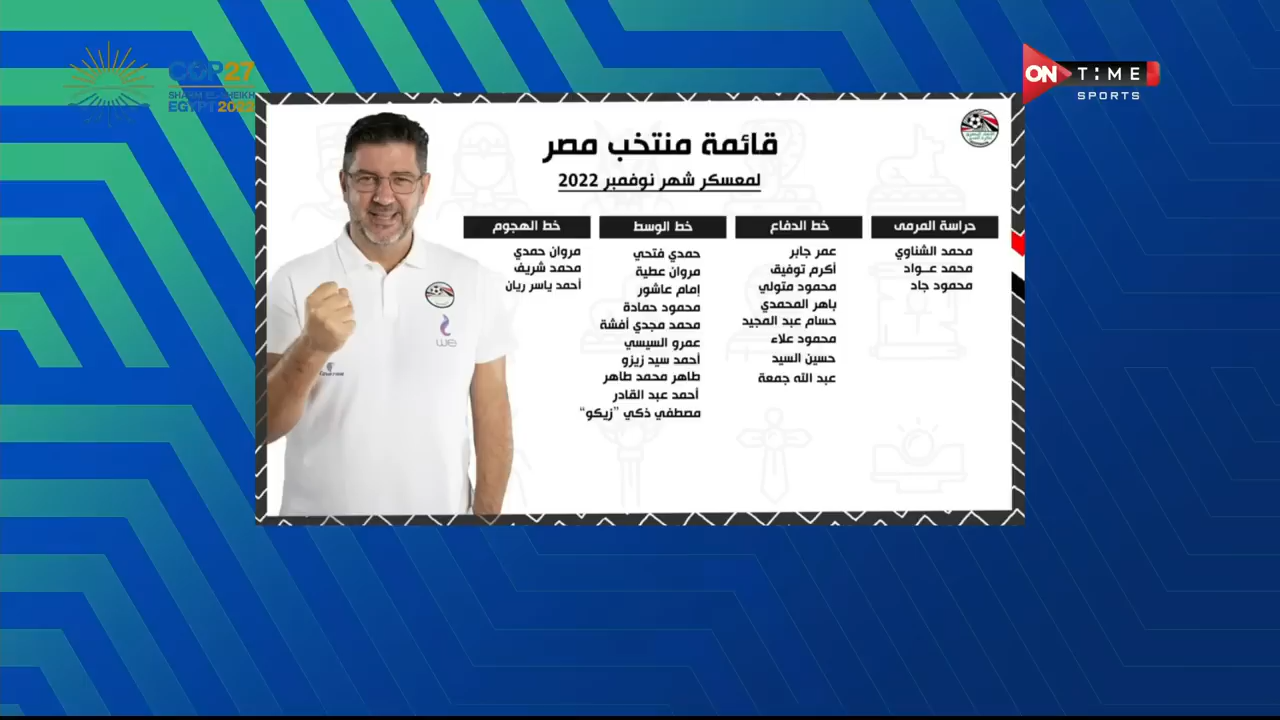 COP27
SHARM EL-SHEIKH
EGYPT 2022
ON TIME
SPORTS
قائمة منتخب مصر
لمعسكر شهر نوفمبر 2022
حراسة المرمى
محمد الشناوي
محمد عـواد
محمود جاد
خط الدفاع
عمر جابر
أكرم توفيق
محمود متولي
باهر المحمدي
حسام عبد المجيد
محمود علاء
حسين السيد
عبد الله جمعة
خط الوسط
حمدي فتحي
مروان عطية
إمام عاشور
محمود حمادة
محمد مجدي أفشة
عمرو السيسي
أحمد سيد زيزو
طاهر محمد طاهر
أحمد عبد القادر
مصطفي ذكي "زيكو"
خط الهجوم
مروان حمدي
محمد شريف
أحمد ياسر ريان
we